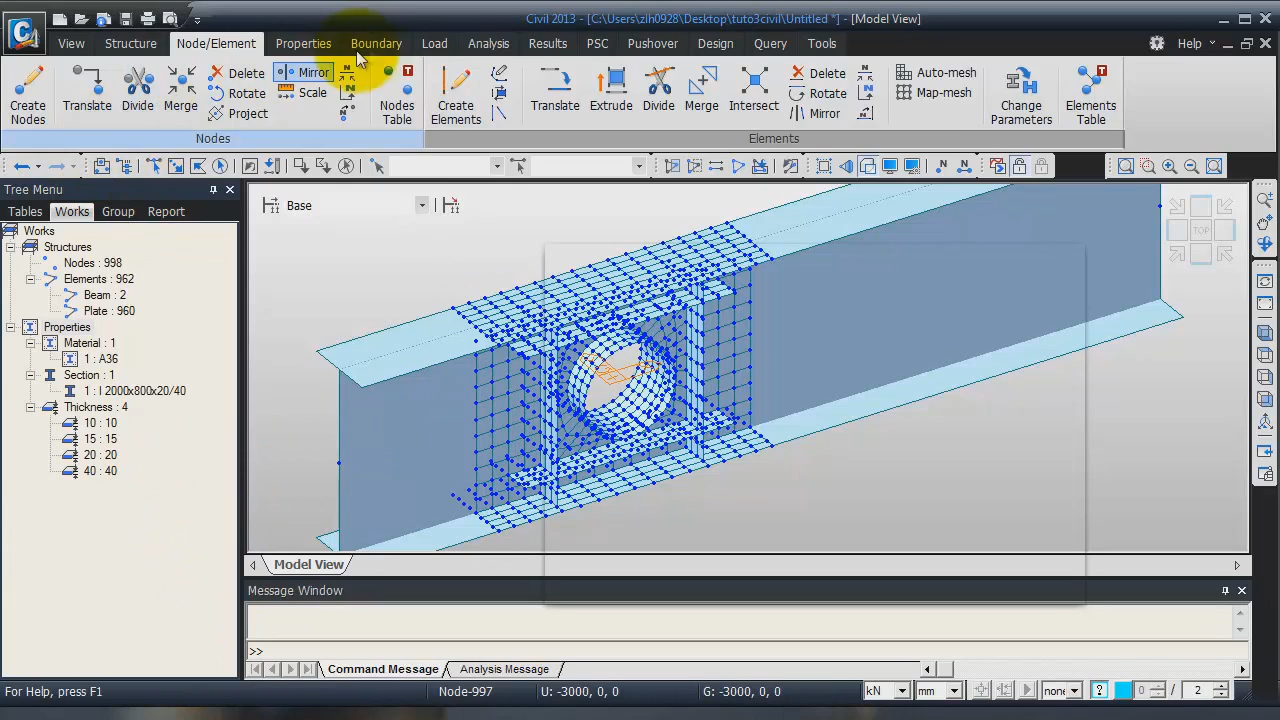 Civil 2013 - [C:\Users\zlh0928\Desktop\tuto3civil\Untitled *] - [Model View]
View Structure Node/Element Properties Boundary Load Analysis Results PSC Pushover Design Query Tools Help
Create Nodes
Translate
Divide
Merge
Delete
Rotate
Project
Mirror
Scale
Nodes Table
Create Elements
Translate
Extrude
Divide
Merge
Intersect
Delete
Rotate
Mirror
Auto-mesh
Map-mesh
Change Parameters
Elements Table
Nodes
Elements
Tree Menu
Tables Works Group Report
Works
Structures
Nodes : 998
Elements : 962
Beam : 2
Plate : 960
Properties
Material : 1
1 : A36
Section : 1
1 : I 2000x800x20/40
Thickness : 4
10 : 10
15 : 15
20 : 20
40 : 40
Base
TOP
Model View
Message Window
>>
Command Message Analysis Message
For Help, press F1
Node-997
U: -3000, 0, 0
G: -3000, 0, 0
kN
mm
none
?
0 / 2